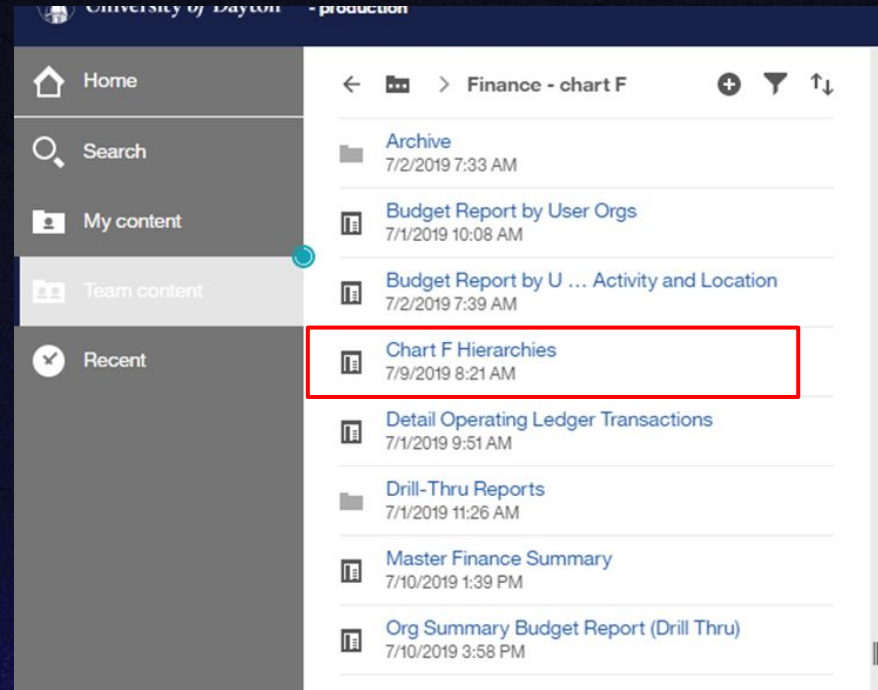 University of Dayton - production
Home
Search
My content
Team content
Recent
Finance - chart F
Archive
7/2/2019 7:33 AM
Budget Report by User Orgs
7/1/2019 10:08 AM
Budget Report by U ... Activity and Location
7/2/2019 7:39 AM
Chart F Hierarchies
7/9/2019 8:21 AM
Detail Operating Ledger Transactions
7/1/2019 9:51 AM
Drill-Thru Reports
7/1/2019 11:26 AM
Master Finance Summary
7/10/2019 1:39 PM
Org Summary Budget Report (Drill Thru)
7/10/2019 3:58 PM